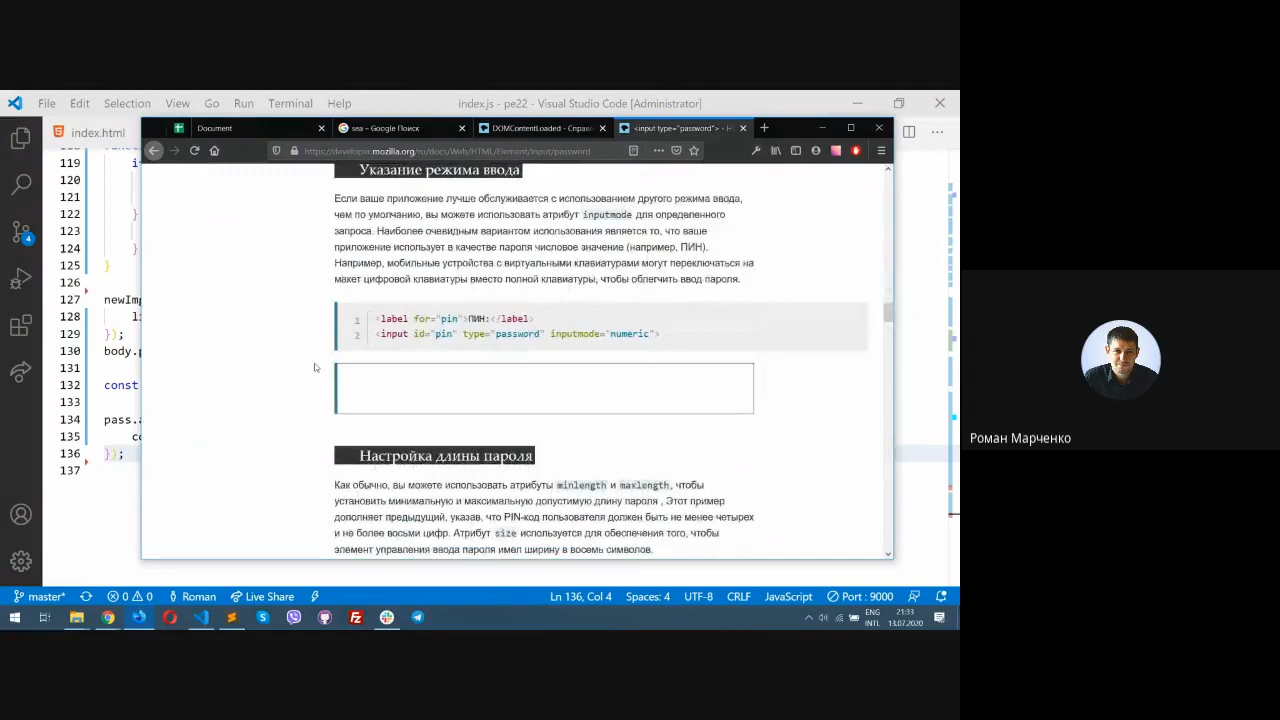 File Edit Selection View Go Run Terminal Help
index.js - pe22 - Visual Studio Code [Administrator]
index.html
Document
sea – Google Поиск
DOMContentLoaded - Справ
<input type="password"> - H
https://developer.mozilla.org/ru/docs/Web/HTML/Element/input/password
Указание режима ввода
Если ваше приложение лучше обслуживается с использованием другого режима ввода,
чем по умолчанию, вы можете использовать атрибут inputmode для определенного
запроса. Наиболее очевидным вариантом использования является то, что ваше
приложение использует в качестве пароля числовое значение (например, ПИН).
Например, мобильные устройства с виртуальными клавиатурами могут переключаться на
макет цифровой клавиатуры вместо полной клавиатуры, чтобы облегчить ввод пароля.
1 <label for="pin">ПИН:</label>
2 <input id="pin" type="password" inputmode="numeric">
Настройка длины пароля
Как обычно, вы можете использовать атрибуты minlength и maxlength, чтобы
установить минимальную и максимальную допустимую длину пароля , Этот пример
дополняет предыдущий, указав, что PIN-код пользователя должен быть не менее четырех
и не более восьми цифр. Атрибут size используется для обеспечения того, чтобы
элемент управления ввода пароля имел ширину в восемь символов.
119 i
120
121
122 }
123
124 }
125 }
126
127 newIm
128 l
129 });
130 body.
131
132 const
133
134 pass.
135 c
136 });
137
4
master* 0 0 Roman Live Share
Ln 136, Col 4 Spaces: 4 UTF-8 CRLF JavaScript Port : 9000
ENG
INTL
21:33
13.07.2020
Роман Марченко